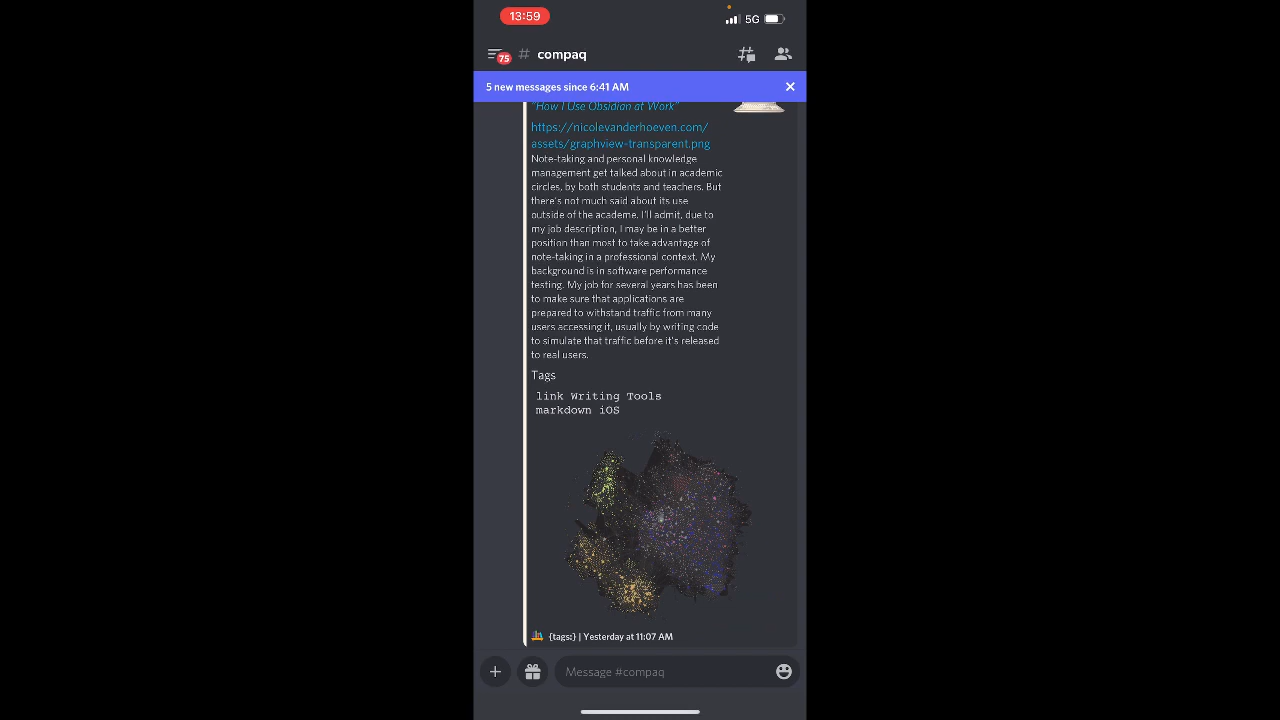 13:59
5G
75
# compaq
5 new messages since 6:41 AM
"How I Use Obsidian at Work"
https://nicolevanderhoeven.com/
assets/graphview-transparent.png
Note-taking and personal knowledge
management get talked about in academic
circles, by both students and teachers. But
there's not much said about its use
outside of the academe. I'll admit, due to
my job description, I may be in a better
position than most to take advantage of
note-taking in a professional context. My
background is in software performance
testing. My job for several years has been
to make sure that applications are
prepared to withstand traffic from many
users accessing it, usually by writing code
to simulate that traffic before it's released
to real users.
Tags
link Writing Tools
markdown iOS
{tags:} | Yesterday at 11:07 AM
Message #compaq